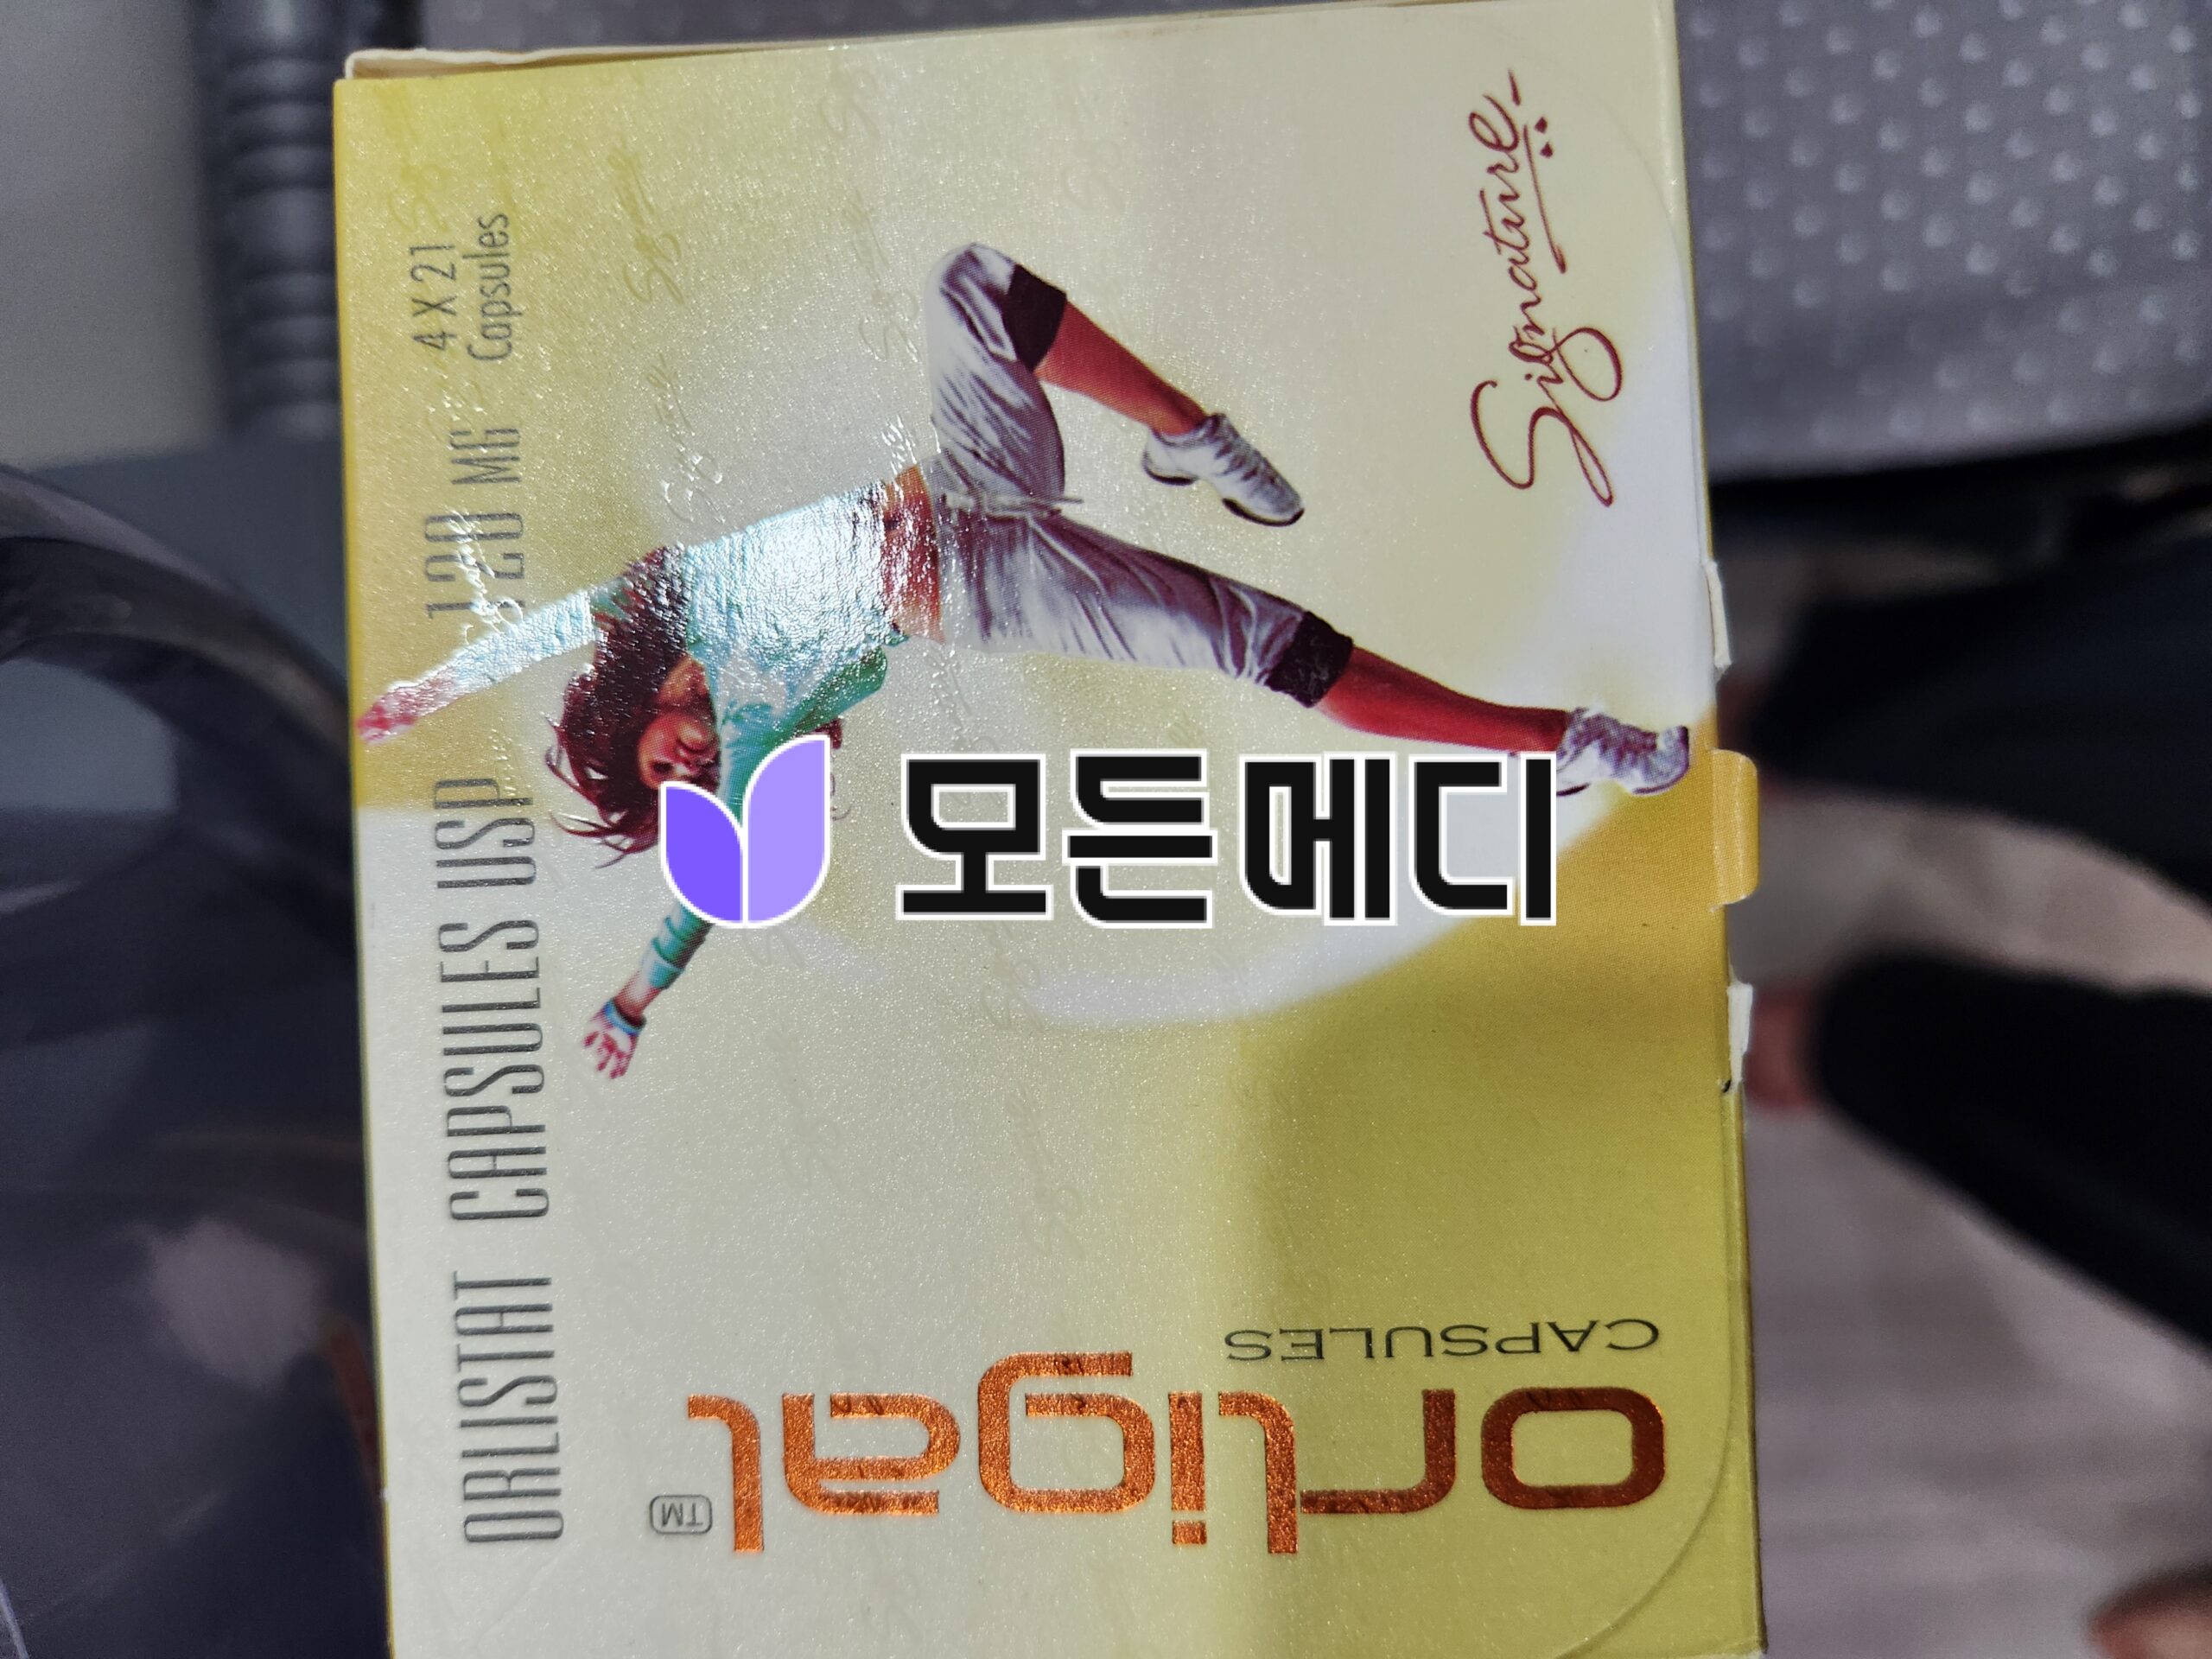 Signature
orligal TM
CAPSULES
ORLISTAT CAPSULES USP 120 MG
4 X 21
Capsules
모든메디